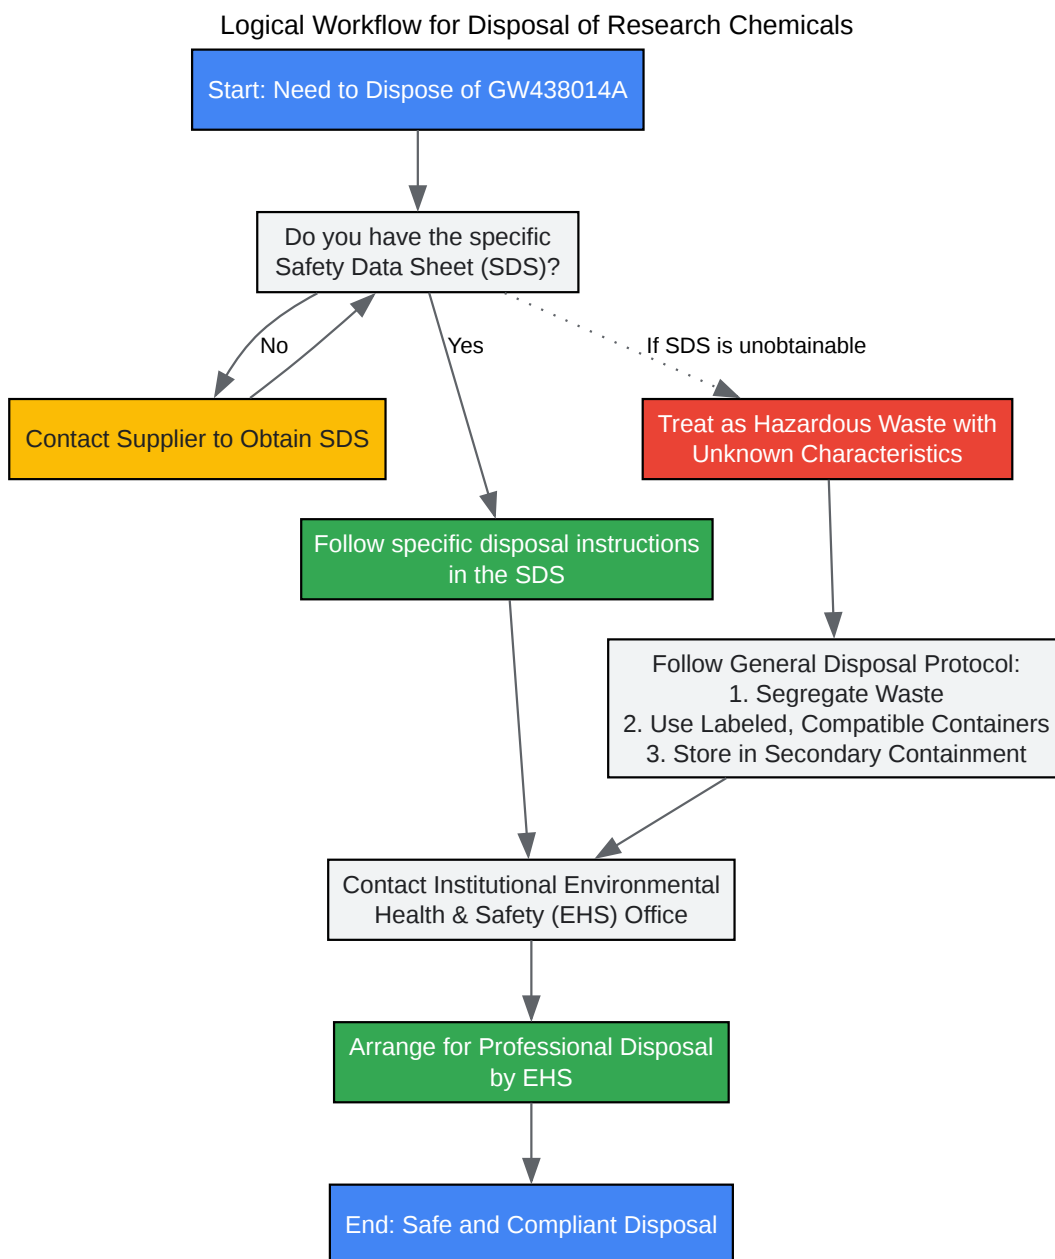 Logical Workflow for Disposal of Research Chemicals
Start: Need to Dispose of GW438014A
Do you have the specific
Safety Data Sheet (SDS)?
No
Yes
If SDS is unobtainable
Contact Supplier to Obtain SDS
Treat as Hazardous Waste with
Unknown Characteristics
Follow specific disposal instructions
in the SDS
Follow General Disposal Protocol:
1. Segregate Waste
2. Use Labeled, Compatible Containers
3. Store in Secondary Containment
Contact Institutional Environmental
Health & Safety (EHS) Office
Arrange for Professional Disposal
by EHS
End: Safe and Compliant Disposal